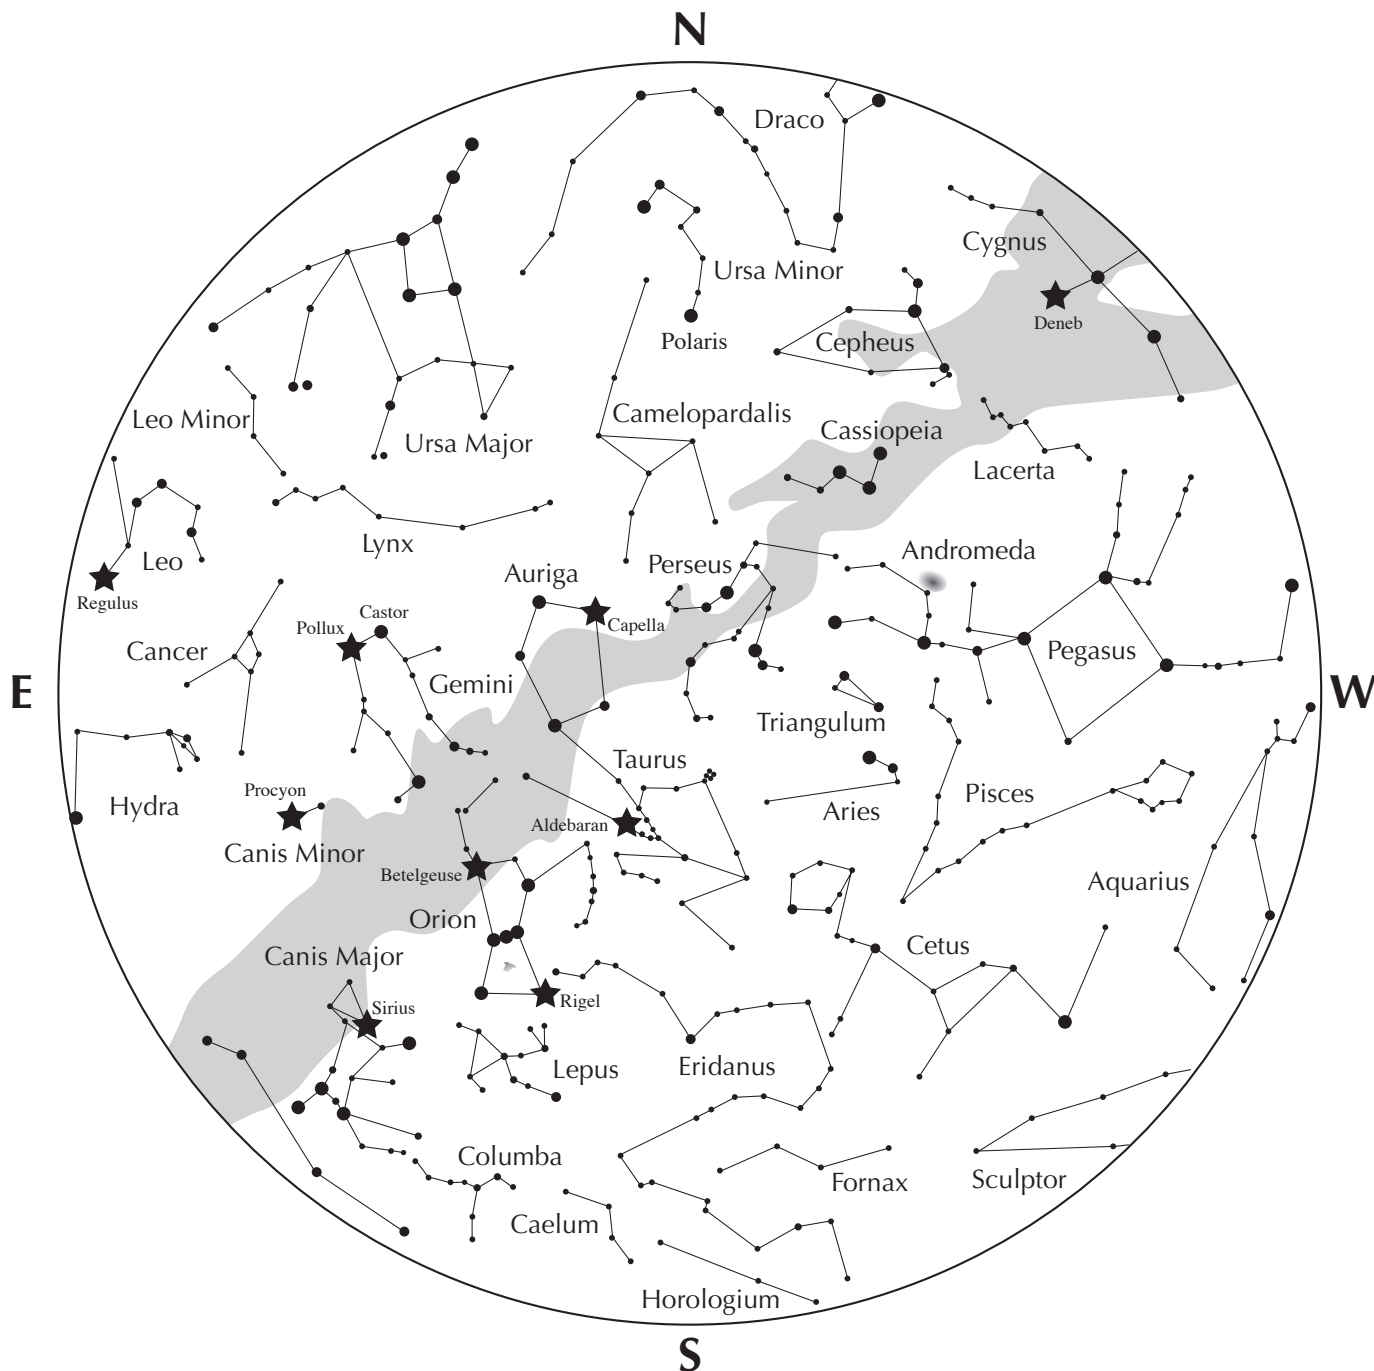 N
Draco
Cygnus
Ursa Minor
Deneb
Polaris
Cepheus
Leo Minor
Camelopardalis
Cassiopeia
Ursa Major
Lacerta
Lynx
Andromeda
Leo
Perseus
Auriga
Regulus
Castor
Capella
Pollux
Cancer
Pegasus
Gemini
E
W
Triangulum
Taurus
Procyon
Hydra
Pisces
Aries
Aldebaran
Canis Minor
Betelgeuse
Aquarius
Orion
Cetus
Canis Major
Rigel
Sirius
Lepus
Eridanus
Columba
Fornax
Sculptor
Caelum
Horologium
S